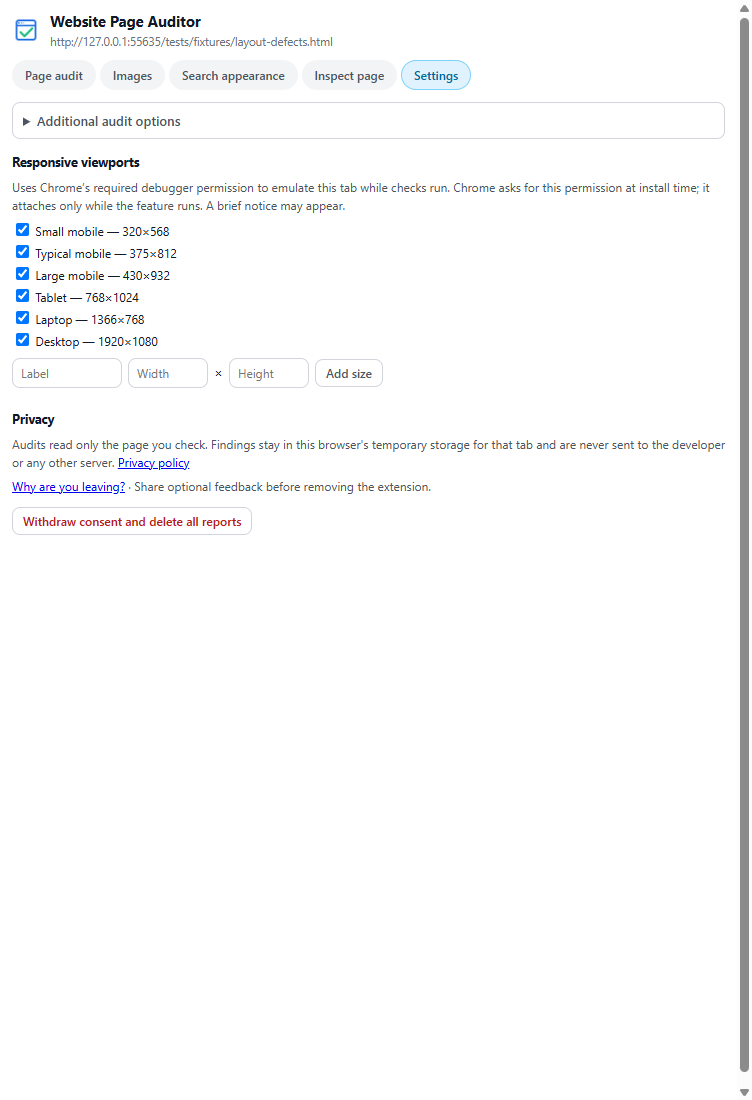 Website Page Auditor
http://127.0.0.1:55635/tests/fixtures/layout-defects.html
Page audit Images Search appearance Inspect page Settings
▶ Additional audit options
Responsive viewports
Uses Chrome's required debugger permission to emulate this tab while checks run. Chrome asks for this permission at install time; it
attaches only while the feature runs. A brief notice may appear.
Small mobile — 320×568
Typical mobile — 375×812
Large mobile — 430×932
Tablet — 768×1024
Laptop — 1366×768
Desktop — 1920×1080
Label Width × Height Add size
Privacy
Audits read only the page you check. Findings stay in this browser's temporary storage for that tab and are never sent to the developer
or any other server. Privacy policy
Why are you leaving? · Share optional feedback before removing the extension.
Withdraw consent and delete all reports